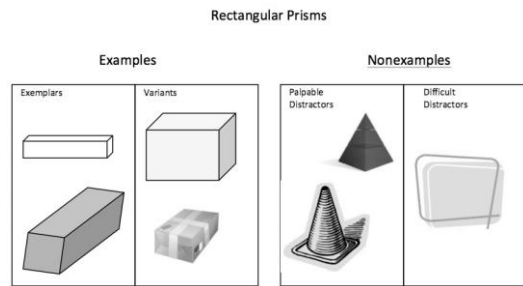 Rectangular Prisms
Examples
Nonexamples
Exemplars
Variants
Palpable
Distractors
Difficult
Distractors